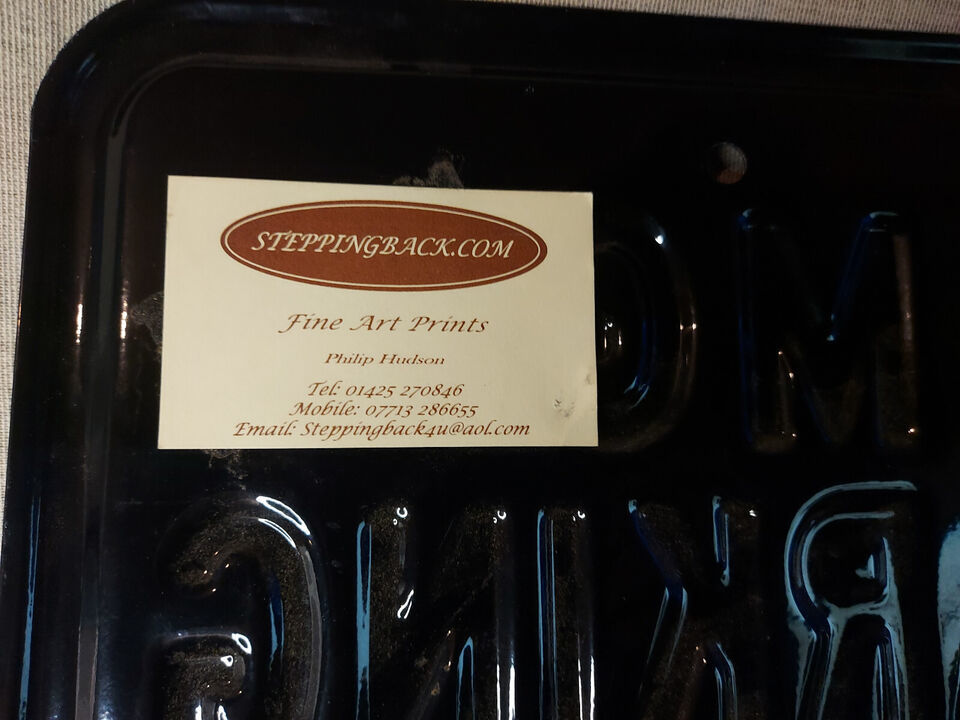 STEPPINGBACK.COM
Fine Art Prints
Philip Hudson
Tel: 01425 270846
Mobile: 07713 286655
Email: Steppingback4u@aol.com